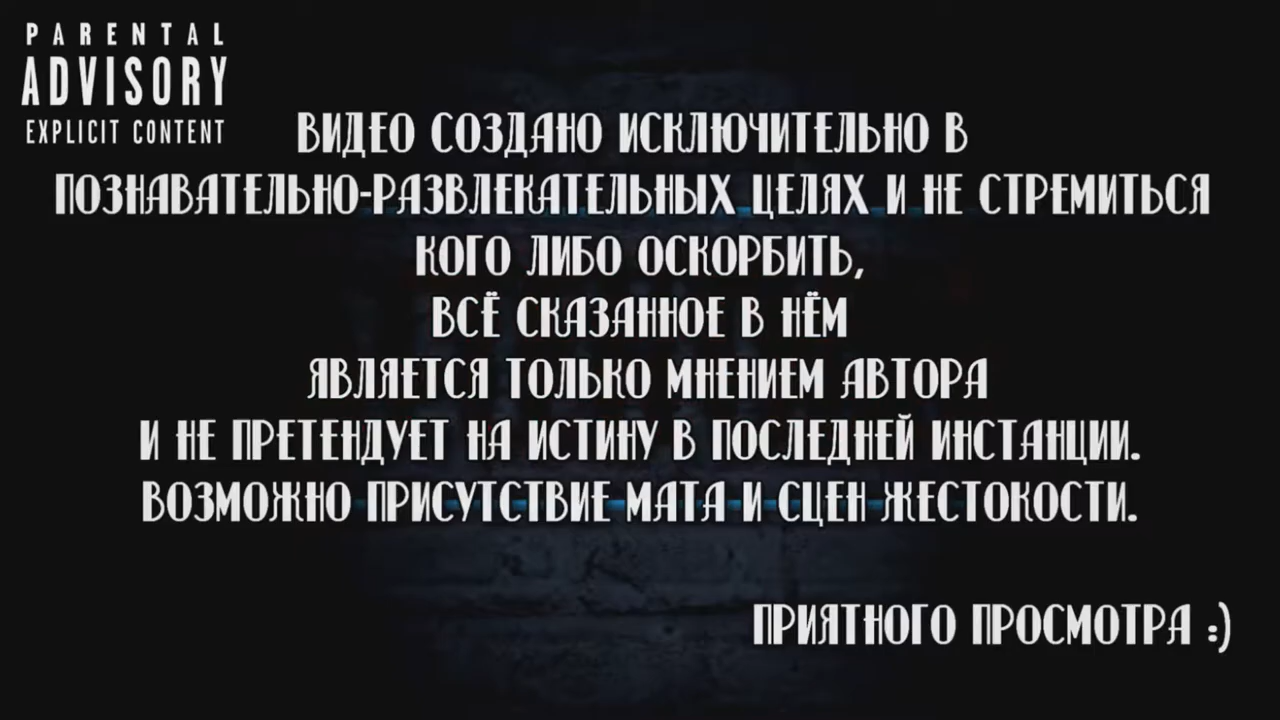 PARENTAL
ADVISORY
EXPLICIT CONTENT
ВИДЕО СОЗДАНО ИСКЛЮЧИТЕЛЬНО В
ПОЗНАВАТЕЛЬНО-РАЗВЛЕКАТЕЛЬНЫХ ЦЕЛЯХ И НЕ СТРЕМИТЬСЯ
КОГО ЛИБО ОСКОРБИТЬ,
ВСЁ СКАЗАННОЕ В НЁМ
ЯВЛЯЕТСЯ ТОЛЬКО МНЕНИЕМ АВТОРА
И НЕ ПРЕТЕНДУЕТ НА ИСТИНУ В ПОСЛЕДНЕЙ ИНСТАНЦИИ.
ВОЗМОЖНО ПРИСУТСТВИЕ МАТА И СЦЕН ЖЕСТОКОСТИ.
ПРИЯТНОГО ПРОСМОТРА :)